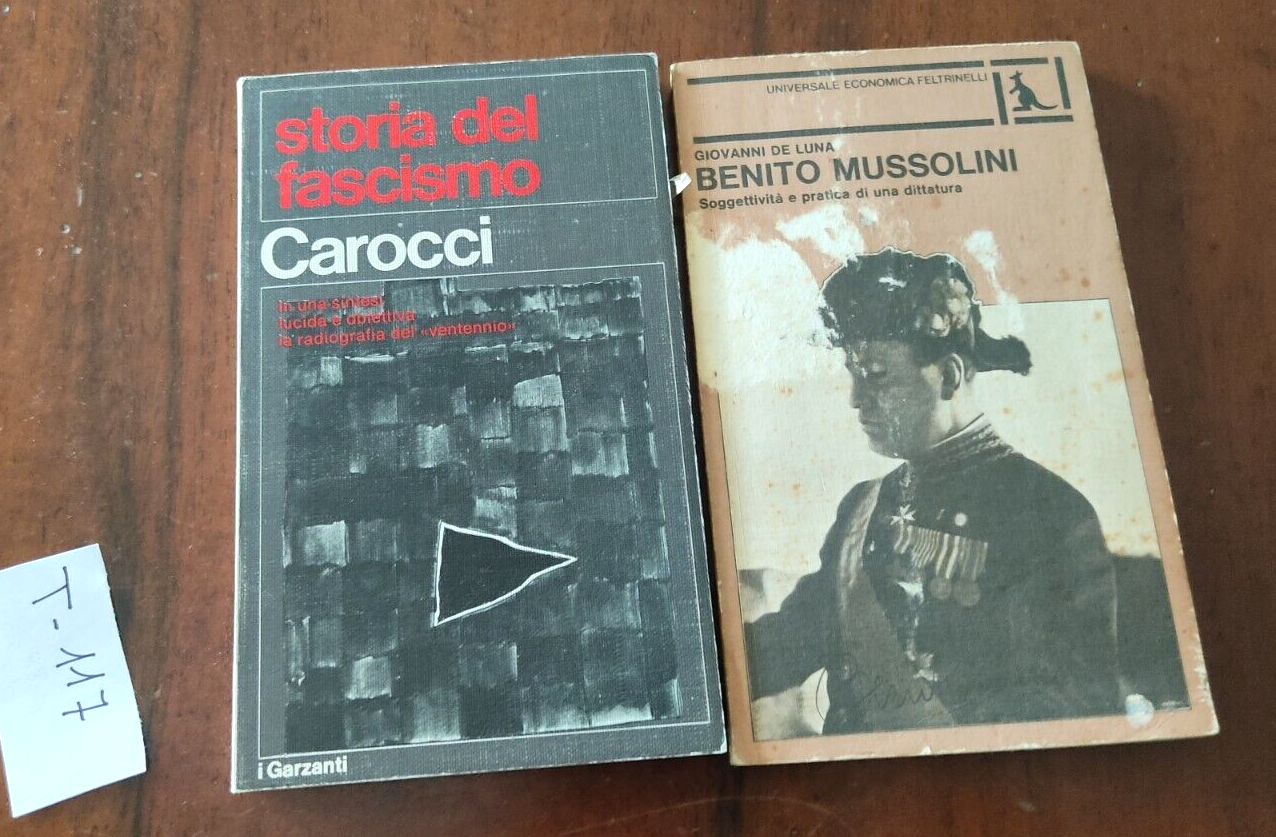 storia del
fascismo
Carocci
In una sintesi
lucida e obiettiva
la radiografia del «ventennio»
i Garzanti
UNIVERSALE ECONOMICA FELTRINELLI
GIOVANNI DE LUNA
BENITO MUSSOLINI
Soggettività e pratica di una dittatura
T-117